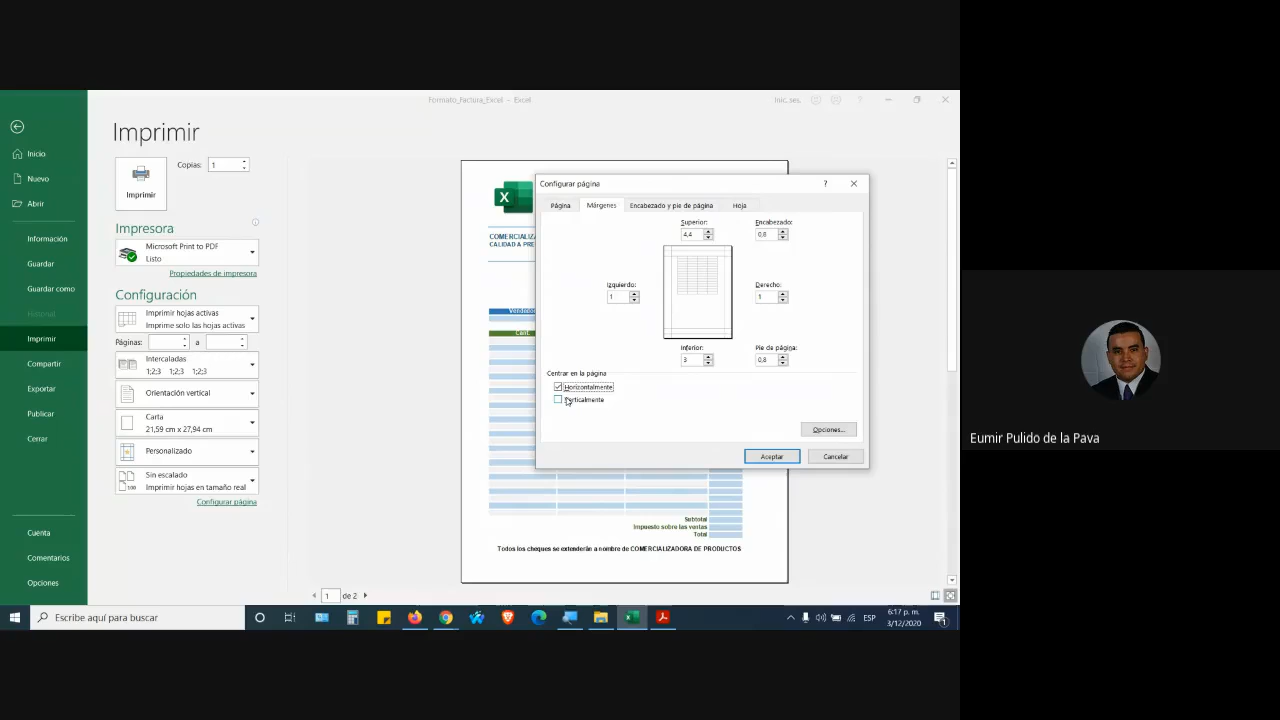 Formato_Factura_Excel - Excel
Inic. ses.
Imprimir
Inicio
Nuevo
Abrir
Información
Guardar
Guardar como
Historial
Imprimir
Compartir
Exportar
Publicar
Cerrar
Cuenta
Comentarios
Opciones
Imprimir
Copias: 1
Impresora
Microsoft Print to PDF
Listo
Propiedades de impresora
Configuración
Imprimir hojas activas
Imprime solo las hojas activas
Páginas: a
Intercaladas
1;2;3 1;2;3 1;2;3
Orientación vertical
Carta
21,59 cm x 27,94 cm
Personalizado
Sin escalado
Imprimir hojas en tamaño real
100
Configurar página
X
COMERCIALIZ
CALIDAD A PRE
Vendedo
Cant.
Configurar página
?
Página
Márgenes
Encabezado y pie de página
Hoja
Superior:
4,4
Encabezado:
0,8
Izquierdo:
1
Derecho:
1
Inferior:
3
Pie de página:
0,8
Centrar en la página
Horizontalmente
Verticalmente
Opciones...
Aceptar
Cancelar
Subtotal
Impuesto sobre las ventas
Total
Todos los cheques se extenderán a nombre de COMERCIALIZADORA DE PRODUCTOS
1 de 2
Escribe aquí para buscar
ESP
6:17 p. m.
3/12/2020
1
Eumir Pulido de la Pava